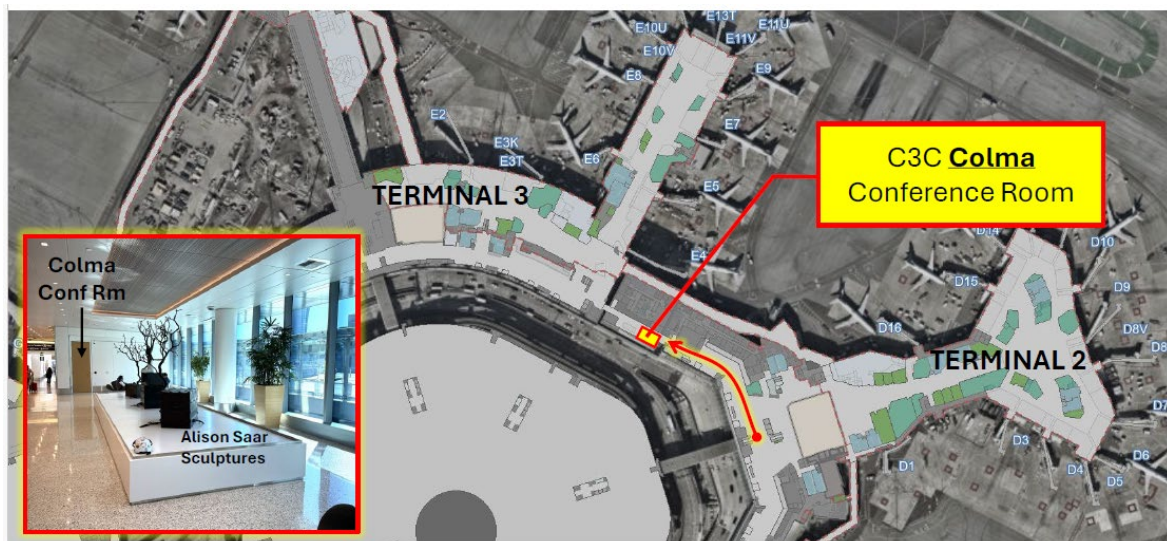 E10U
E13T
E11U
E10V
E11V
E8
E9
E2
E7
E3K
E3T
E6
TERMINAL 3
E5
E4
C3C Colma
Conference Room
D14
D10
D15
D9
D16
D8V
D8
TERMINAL 2
D7
D3
D1
D4
D6
D5
Colma
Conf Rm
Alison Saar
Sculptures